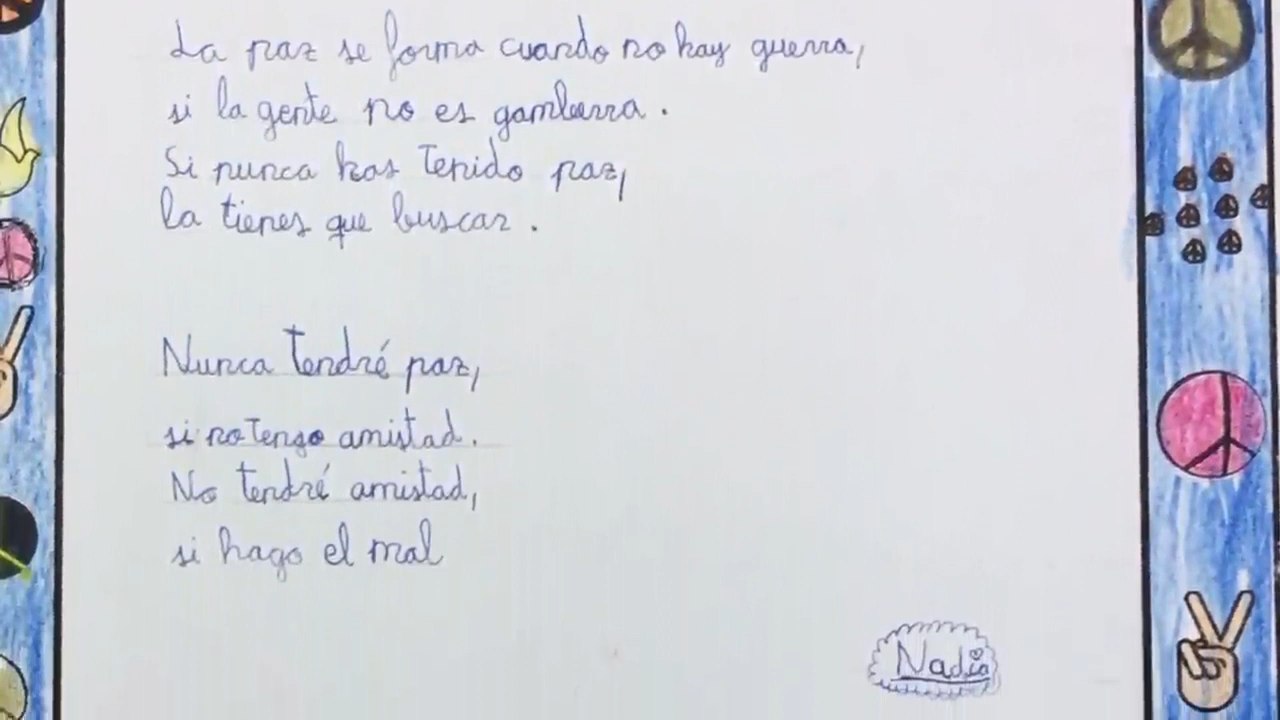 La paz se forma cuando no hay guerra,
si la gente no es gamberra.
Si nunca has tenido paz,
la tienes que buscar.
Nunca tendré paz,
si no tengo amistad.
No tendré amistad,
si hago el mal
Nadia